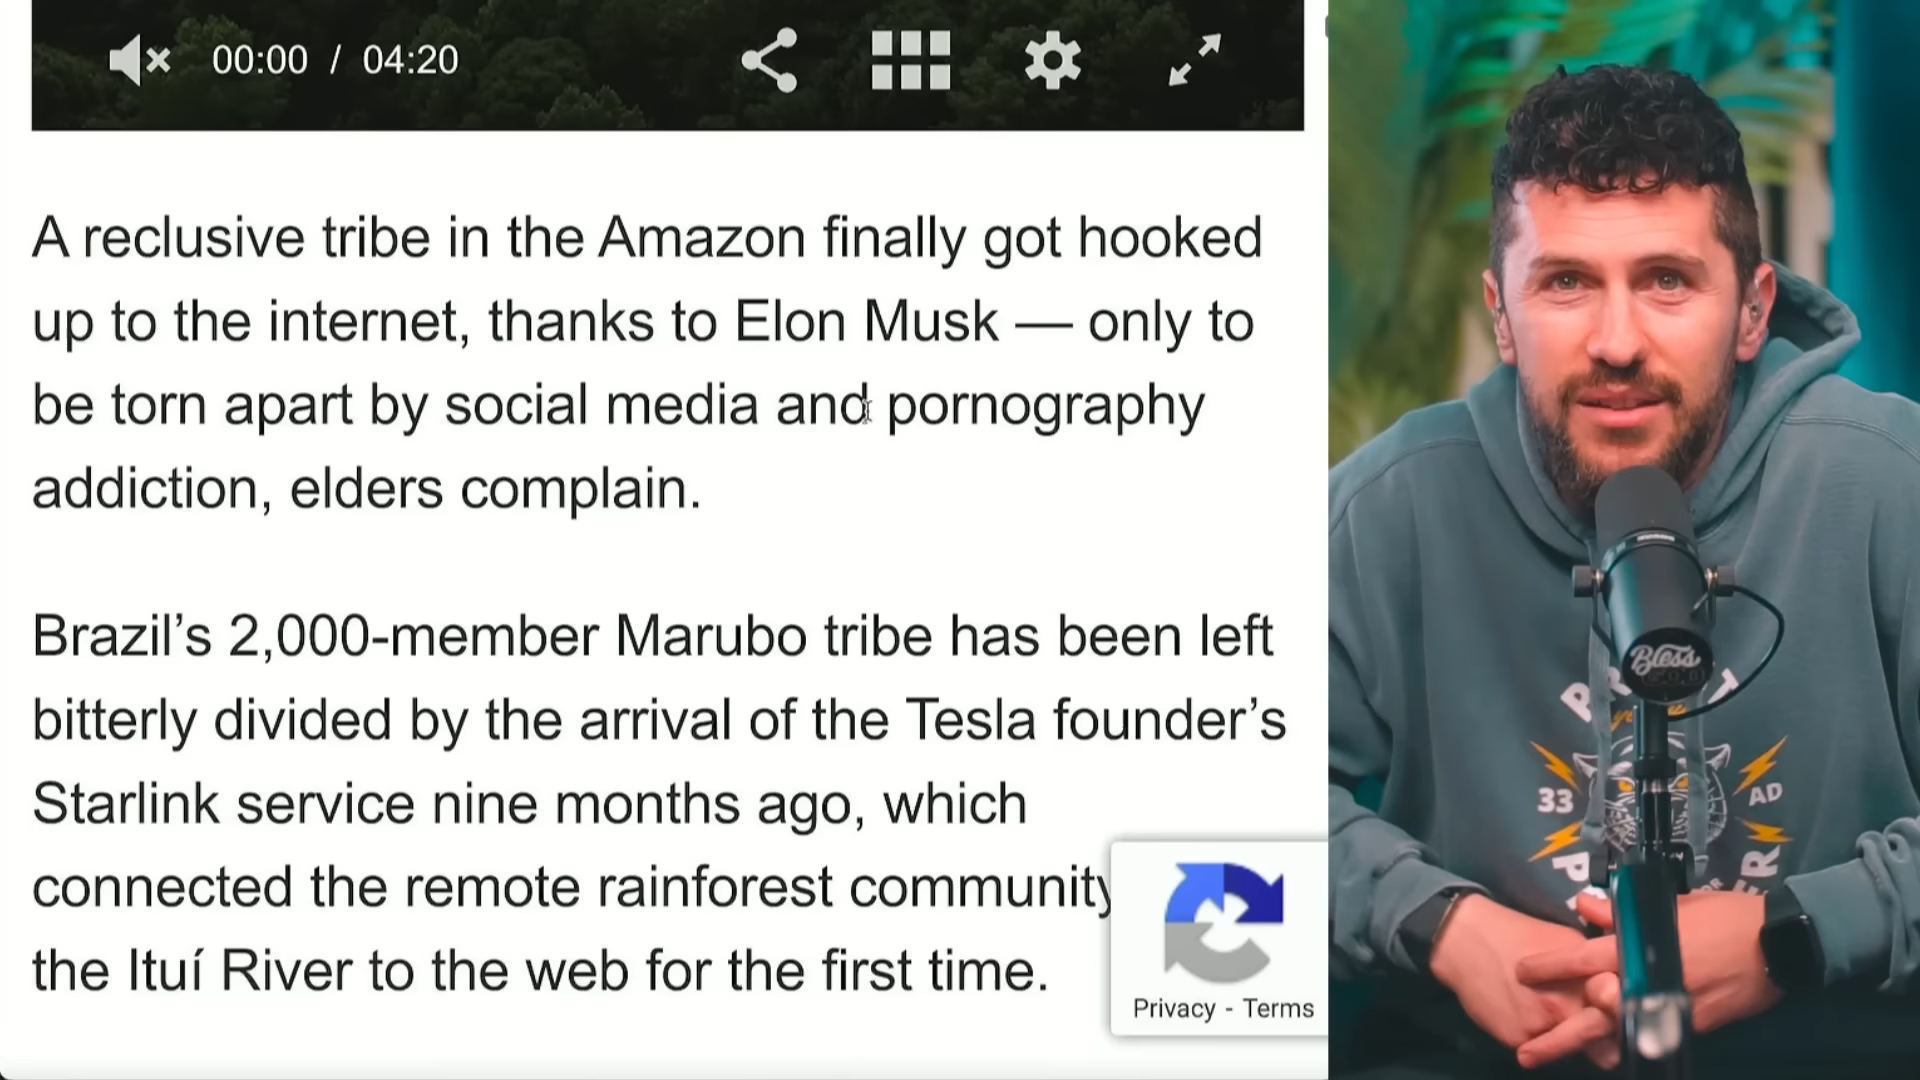 00:00 / 04:20
A reclusive tribe in the Amazon finally got hooked
up to the internet, thanks to Elon Musk — only to
be torn apart by social media and pornography
addiction, elders complain.
Brazil’s 2,000-member Marubo tribe has been left
bitterly divided by the arrival of the Tesla founder’s
Starlink service nine months ago, which
connected the remote rainforest community
the Ituí River to the web for the first time.
Privacy - Terms
Bless
GOD
33 AD